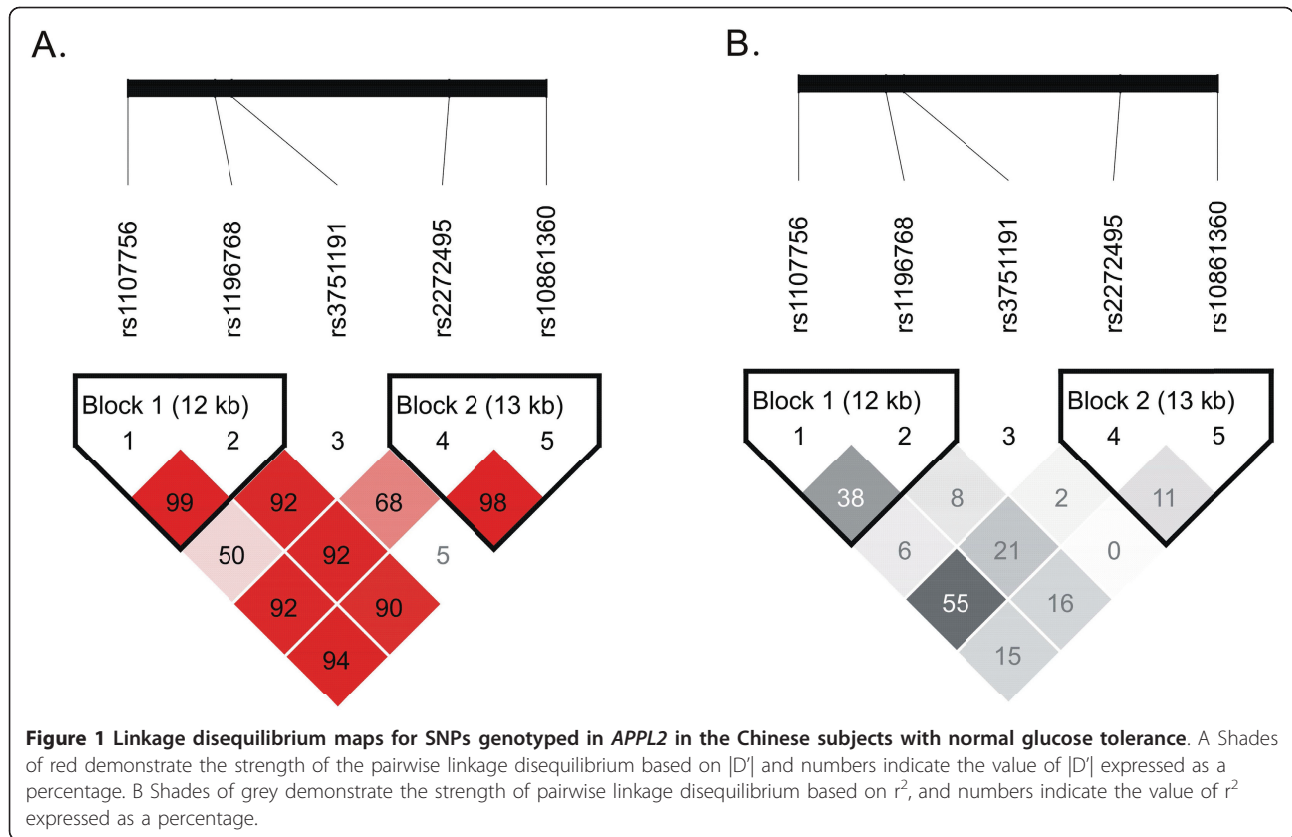 A.
rs1107756
rs1196768
rs3751191
rs2272495
rs10861360
Block 1 (12 kb)
Block 2 (13 kb)
1 2 3 4 5
99 92 68 98
50 92 5
92 90
94
B.
rs1107756
rs1196768
rs3751191
rs2272495
rs10861360
Block 1 (12 kb)
Block 2 (13 kb)
1 2 3 4 5
38 8 2 11
6 21 0
55 16
15
Figure 1 Linkage disequilibrium maps for SNPs genotyped in APPL2 in the Chinese subjects with normal glucose tolerance. A Shades
of red demonstrate the strength of the pairwise linkage disequilibrium based on |D'| and numbers indicate the value of |D'| expressed as a
percentage. B Shades of grey demonstrate the strength of pairwise linkage disequilibrium based on r², and numbers indicate the value of r²
expressed as a percentage.